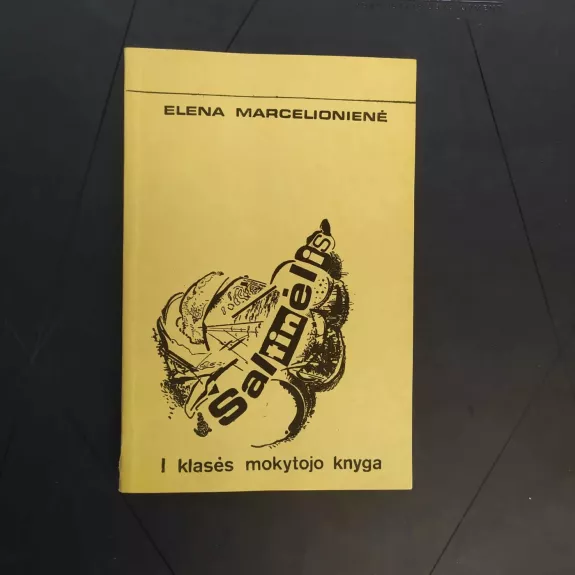 ELENA MARCELIONIENĖ
Šaltinėlis
I klasės mokytojo knyga